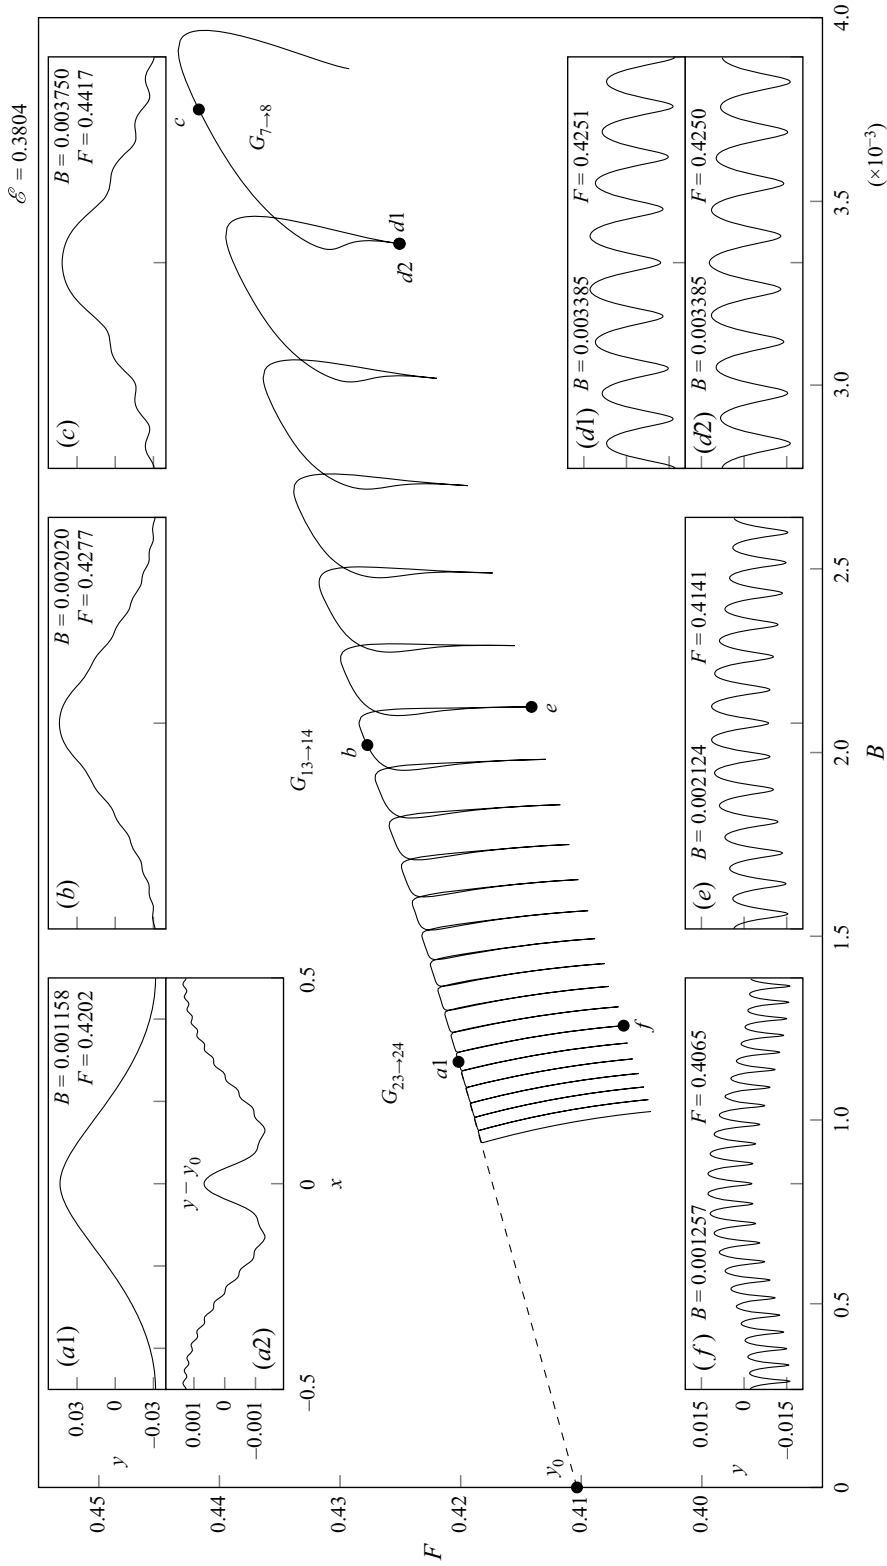 ℰ = 0.3804
(a1)
B = 0.001158
F = 0.4202
0.03
0
−0.03
y
(a2)
y − y₀
0.001
0
−0.001
−0.5
0
0.5
x
(b)
B = 0.002020
F = 0.4277
(c)
B = 0.003750
F = 0.4417
c
G₇→₈
d1
d2
b
G₁₃→₁₄
e
a1
G₂₃→₂₄
f
y₀
(d1)
B = 0.003385
F = 0.4251
(d2)
B = 0.003385
F = 0.4250
(e)
B = 0.002124
F = 0.4141
(f)
B = 0.001257
F = 0.4065
0.015
0
−0.015
y
0.45
0.44
0.43
0.42
0.41
0.40
F
0
0.5
1.0
1.5
2.0
2.5
3.0
3.5
4.0
(×10⁻³)
B